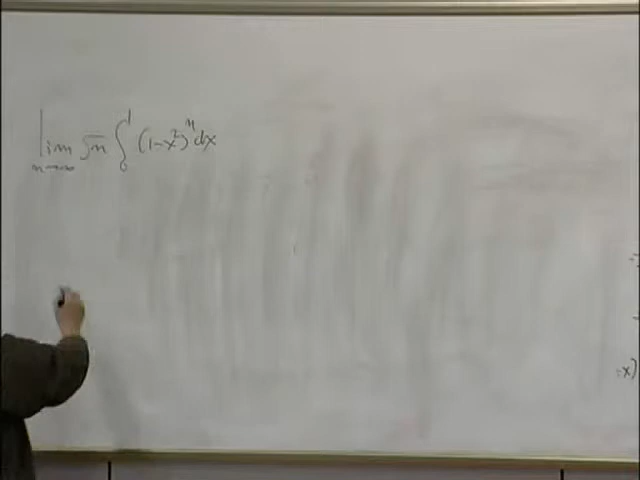 lim √n ∫₀¹ (1-x²)ⁿ dx
n→∞
x)